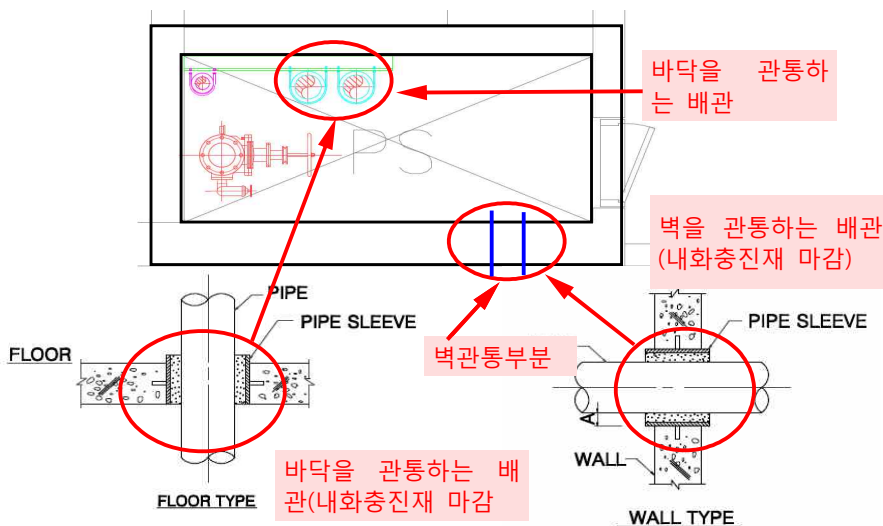 바닥을 관통하
는 배관
PS
벽을 관통하는 배관
(내화충진재 마감)
PIPE
PIPE SLEEVE
FLOOR
벽관통부분
PIPE SLEEVE
A
WALL
바닥을 관통하는 배
관(내화충진재 마감
FLOOR TYPE
WALL TYPE